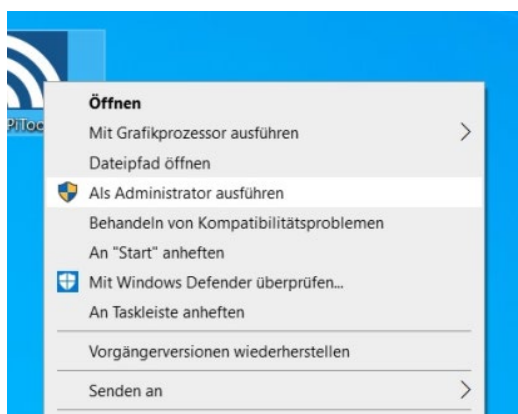 PiToo
Öffnen
Mit Grafikprozessor ausführen
Dateipfad öffnen
Als Administrator ausführen
Behandeln von Kompatibilitätsproblemen
An "Start" anheften
Mit Windows Defender überprüfen...
An Taskleiste anheften
Vorgängerversionen wiederherstellen
Senden an